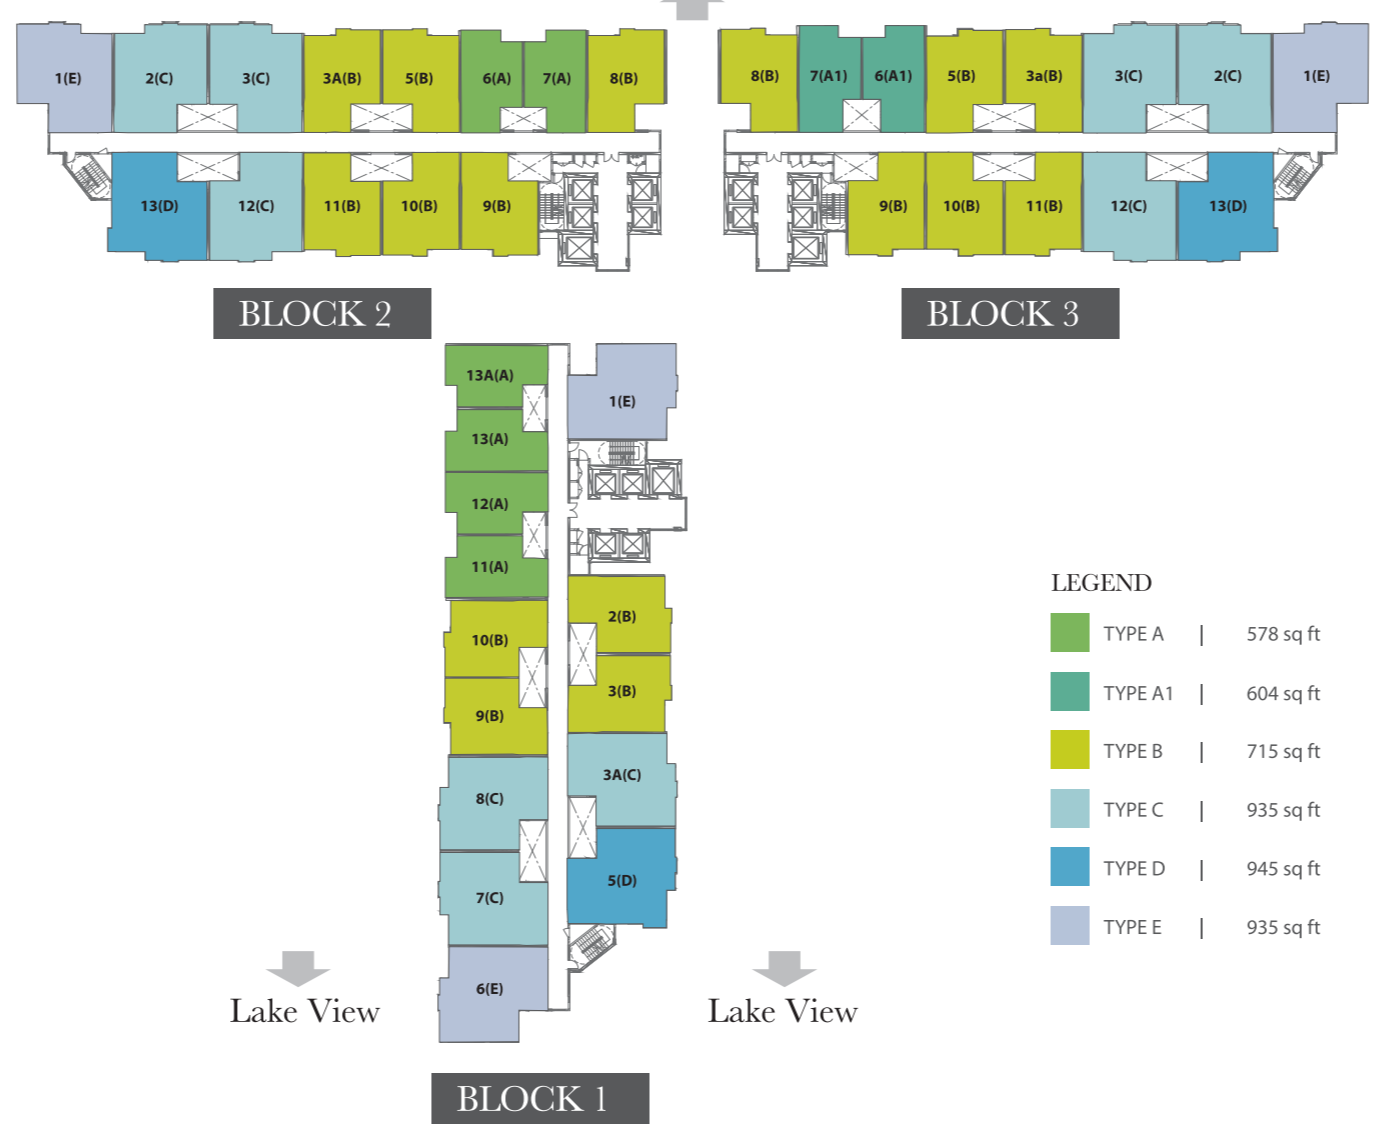 1(E) 2(C) 3(C) 3A(B) 5(B) 6(A) 7(A) 8(B)
13(D) 12(C) 11(B) 10(B) 9(B)
BLOCK 2
8(B) 7(A1) 6(A1) 5(B) 3a(B) 3(C) 2(C) 1(E)
9(B) 10(B) 11(B) 12(C) 13(D)
BLOCK 3
13A(A)
1(E)
13(A)
12(A)
11(A)
2(B)
10(B)
3(B)
9(B)
3A(C)
8(C)
5(D)
7(C)
6(E)
Lake View
Lake View
BLOCK 1
LEGEND
TYPE A | 578 sq ft
TYPE A1 | 604 sq ft
TYPE B | 715 sq ft
TYPE C | 935 sq ft
TYPE D | 945 sq ft
TYPE E | 935 sq ft